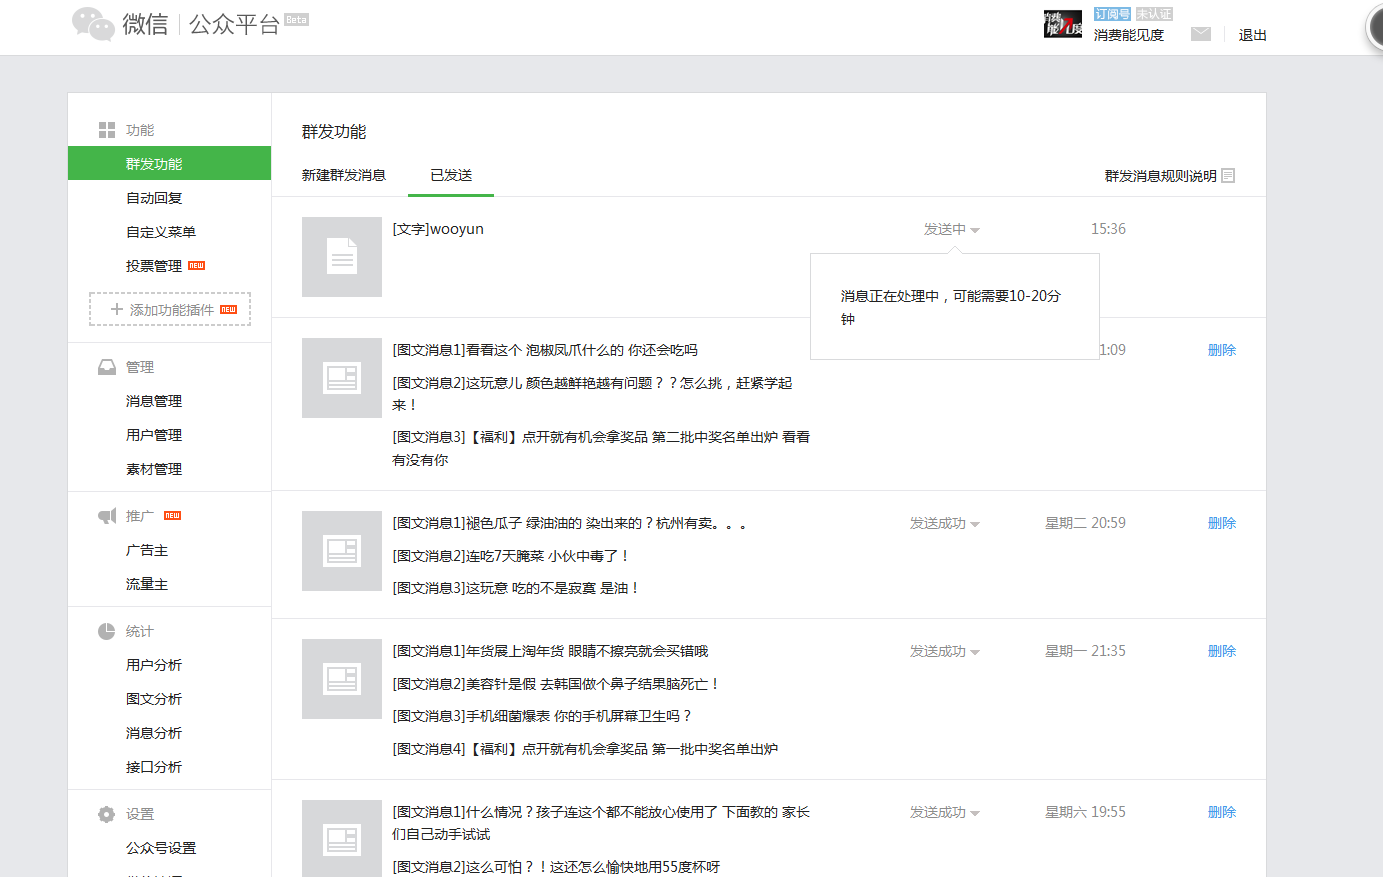 微信 公众平台 Beta
订阅号 未认证
消费能见度
退出
功能
群发功能
自动回复
自定义菜单
投票管理 NEW
添加功能插件 NEW
管理
消息管理
用户管理
素材管理
推广 NEW
广告主
流量主
统计
用户分析
图文分析
消息分析
接口分析
设置
公众号设置
群发功能
新建群发消息 已发送 群发消息规则说明
[文字]wooyun 发送中 15:36
消息正在处理中，可能需要10-20分
钟
[图文消息1]看看这个 泡椒凤爪什么的 你还会吃吗 1:09 删除
[图文消息2]这玩意儿 颜色越鲜艳越有问题？？怎么挑，赶紧学起
来！
[图文消息3]【福利】点开就有机会拿奖品 第二批中奖名单出炉 看看
有没有你
[图文消息1]褪色瓜子 绿油油的 染出来的？杭州有卖。。。 发送成功 星期二 20:59 删除
[图文消息2]连吃7天腌菜 小伙中毒了！
[图文消息3]这玩意 吃的不是寂寞 是油！
[图文消息1]年货展上淘年货 眼睛不擦亮就会买错哦 发送成功 星期一 21:35 删除
[图文消息2]美容针是假 去韩国做个鼻子结果脑死亡！
[图文消息3]手机细菌爆表 你的手机屏幕卫生吗？
[图文消息4]【福利】点开就有机会拿奖品 第一批中奖名单出炉
[图文消息1]什么情况？孩子连这个都不能放心使用了 下面教的 家长
们自己动手试试 发送成功 星期六 19:55 删除
[图文消息2]这么可怕？！这还怎么愉快地用55度杯呀